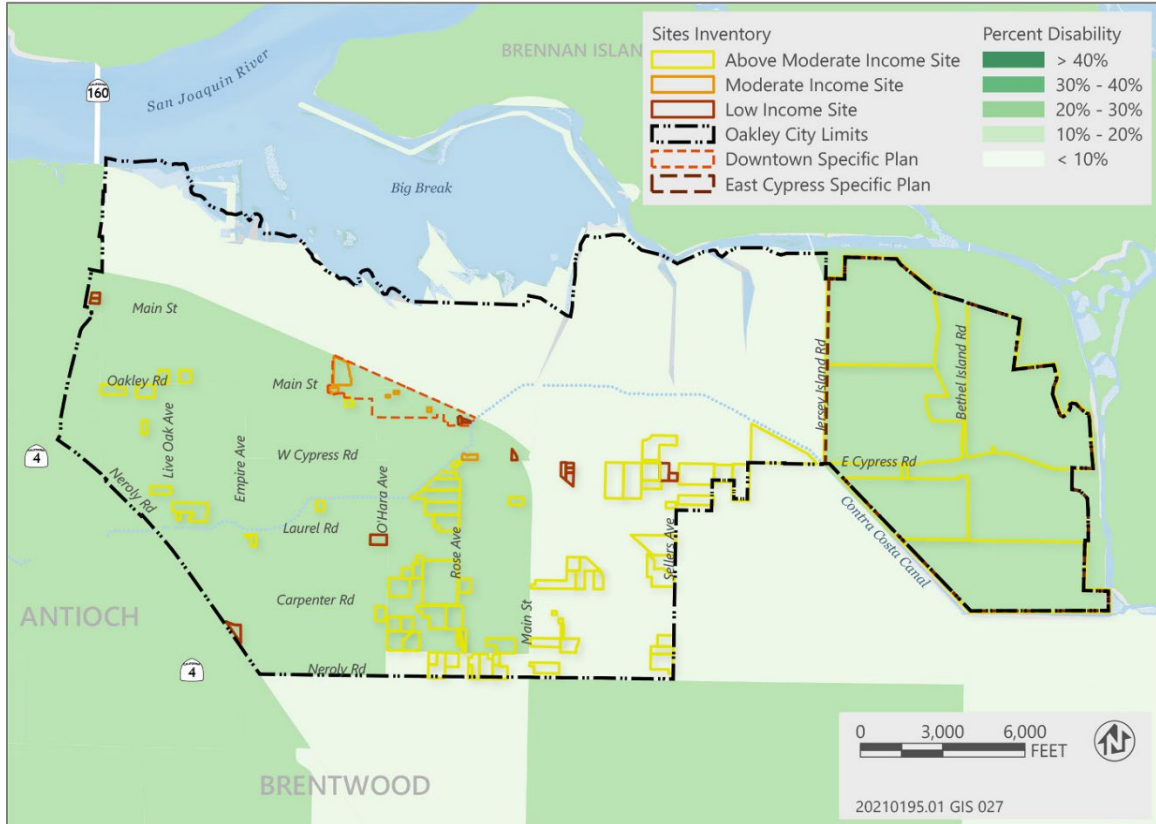 BRENNAN ISLAN
Sites Inventory
Above Moderate Income Site
Moderate Income Site
Low Income Site
Oakley City Limits
Downtown Specific Plan
East Cypress Specific Plan
Percent Disability
> 40%
30% - 40%
20% - 30%
10% - 20%
< 10%
CALIFORNIA
160
San Joaquin River
Big Break
Main St
Oakley Rd
Main St
Live Oak Ave
Empire Ave
W Cypress Rd
O'Hara Ave
Laurel Rd
Rose Ave
Jersey Island Rd
Bethel Island Rd
E Cypress Rd
CALIFORNIA
4
Neroly Rd
Sellers Ave
Contra Costa Canal
Carpenter Rd
Main St
ANTIOCH
CALIFORNIA
4
Neroly Rd
BRENTWOOD
0 3,000 6,000
FEET
N
20210195.01 GIS 027